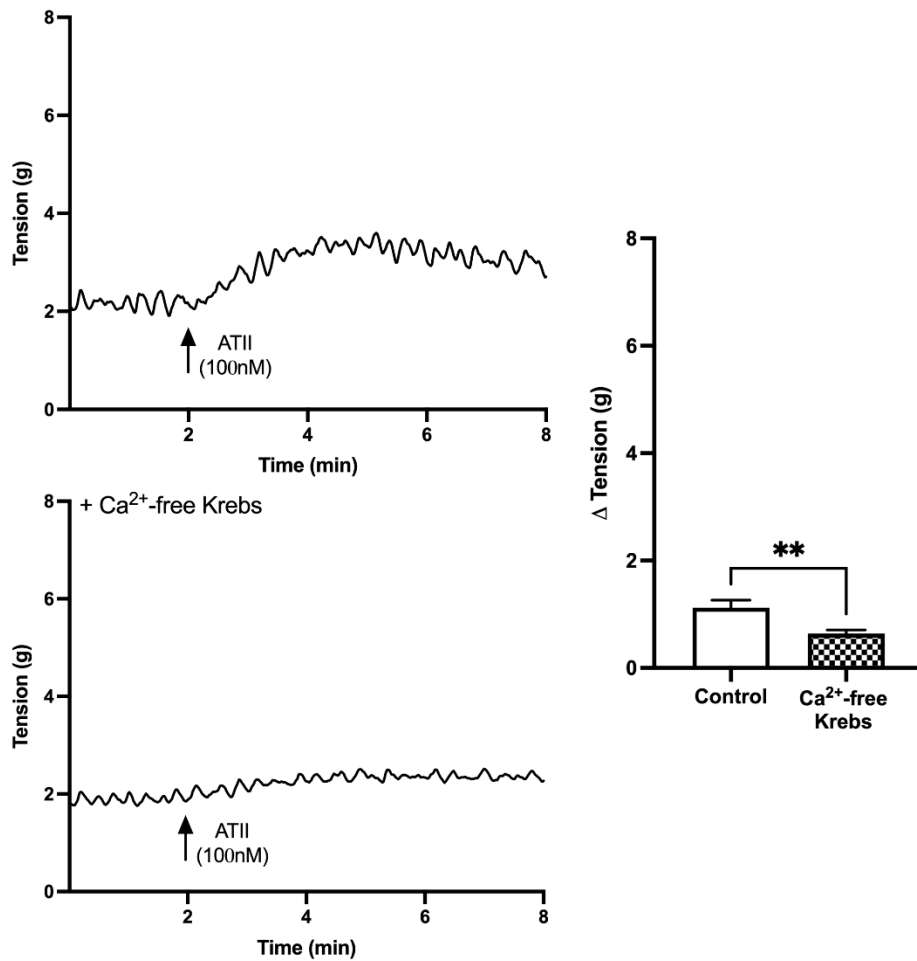 8
6
4
2
0
Tension (g)
ATII
(100nM)
2
4
6
8
Time (min)
+ Ca²⁺-free Krebs
8
6
4
2
0
Tension (g)
ATII
(100nM)
2
4
6
8
Time (min)
8
6
4
2
0
Δ Tension (g)
**
Control
Ca²⁺-free
Krebs